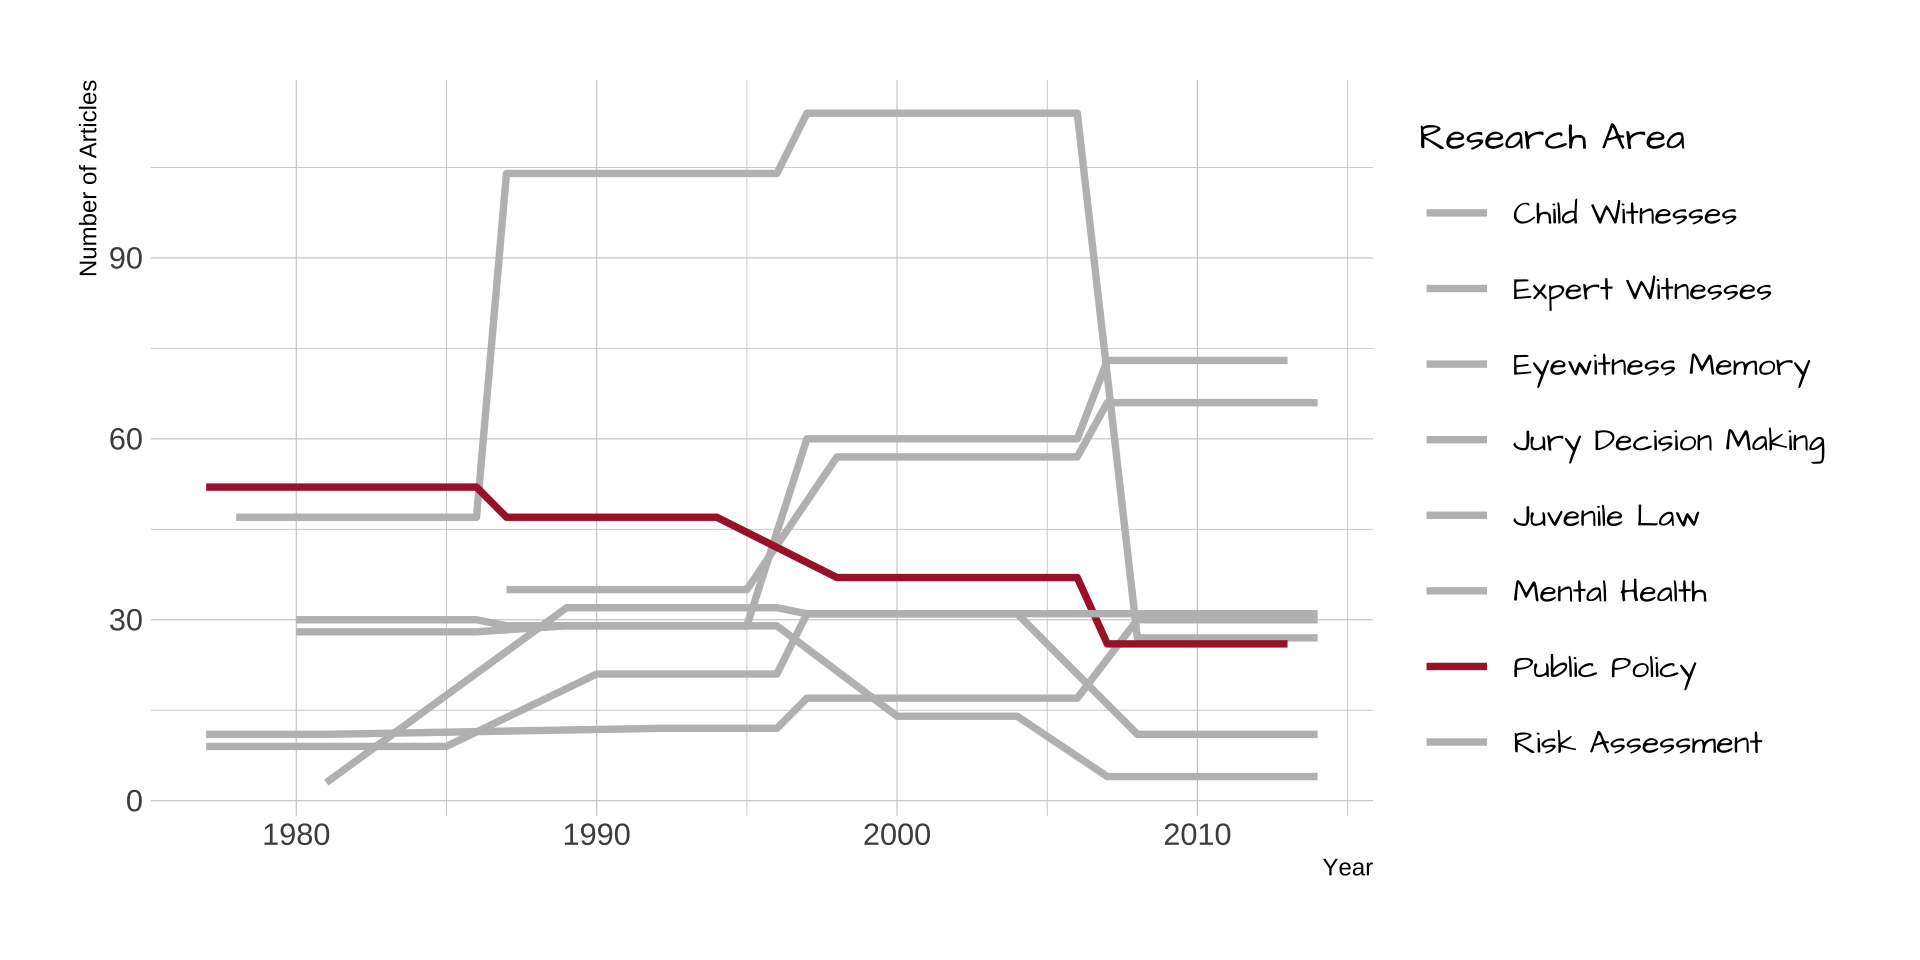 Number of Articles
90
60
30
0
1980 1990 2000 2010
Year
Research Area
Child Witnesses
Expert Witnesses
Eyewitness Memory
Jury Decision Making
Juvenile Law
Mental Health
Public Policy
Risk Assessment